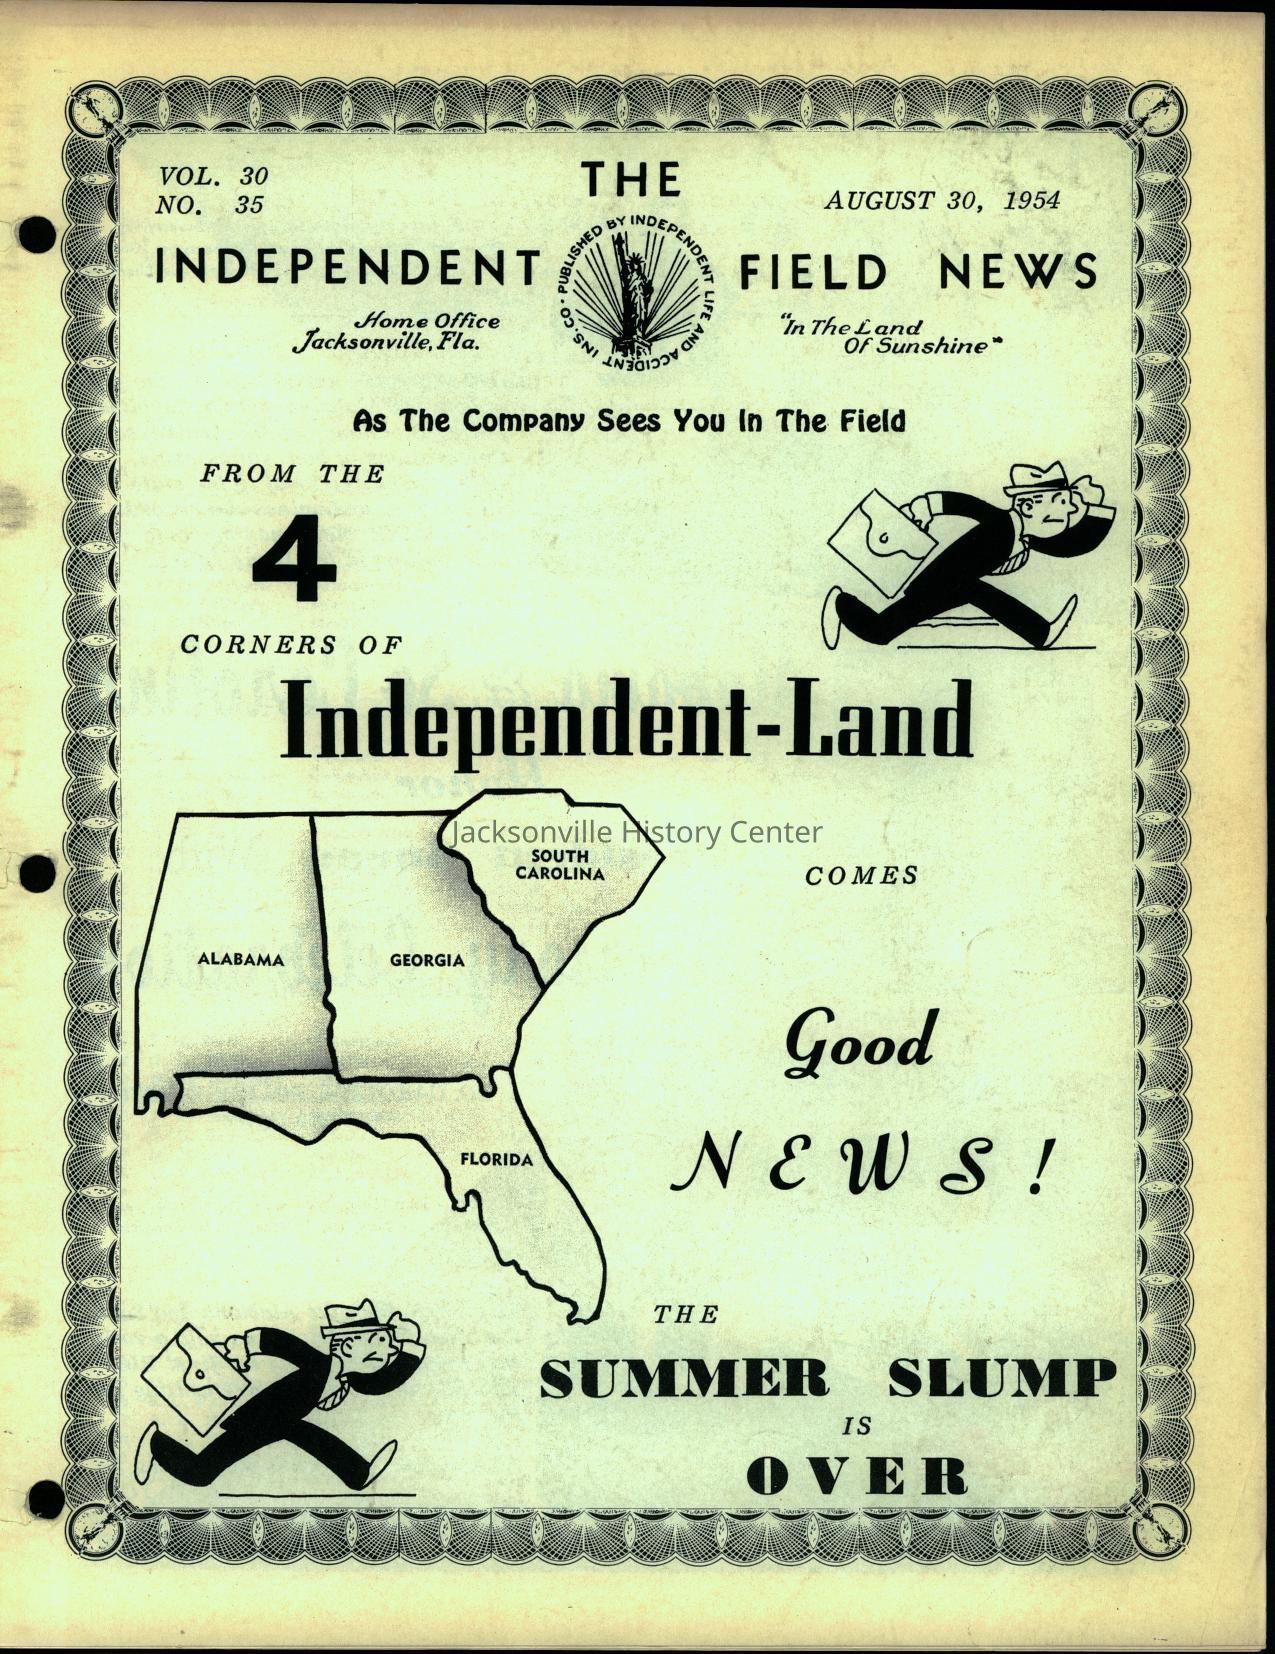 VOL. 30
NO. 35
THE
AUGUST 30, 1954
INDEPENDENT FIELD NEWS
PUBLISHED BY INDEPENDENT LIFE AND ACCIDENT INS. CO.
Home Office
Jacksonville, Fla.
"In The Land
Of Sunshine"
As The Company Sees You In The Field
FROM THE
4
CORNERS OF
Independent-Land
Jacksonville History Center
SOUTH
CAROLINA
COMES
ALABAMA
GEORGIA
Good
NEWS!
FLORIDA
THE
SUMMER SLUMP
IS
OVER